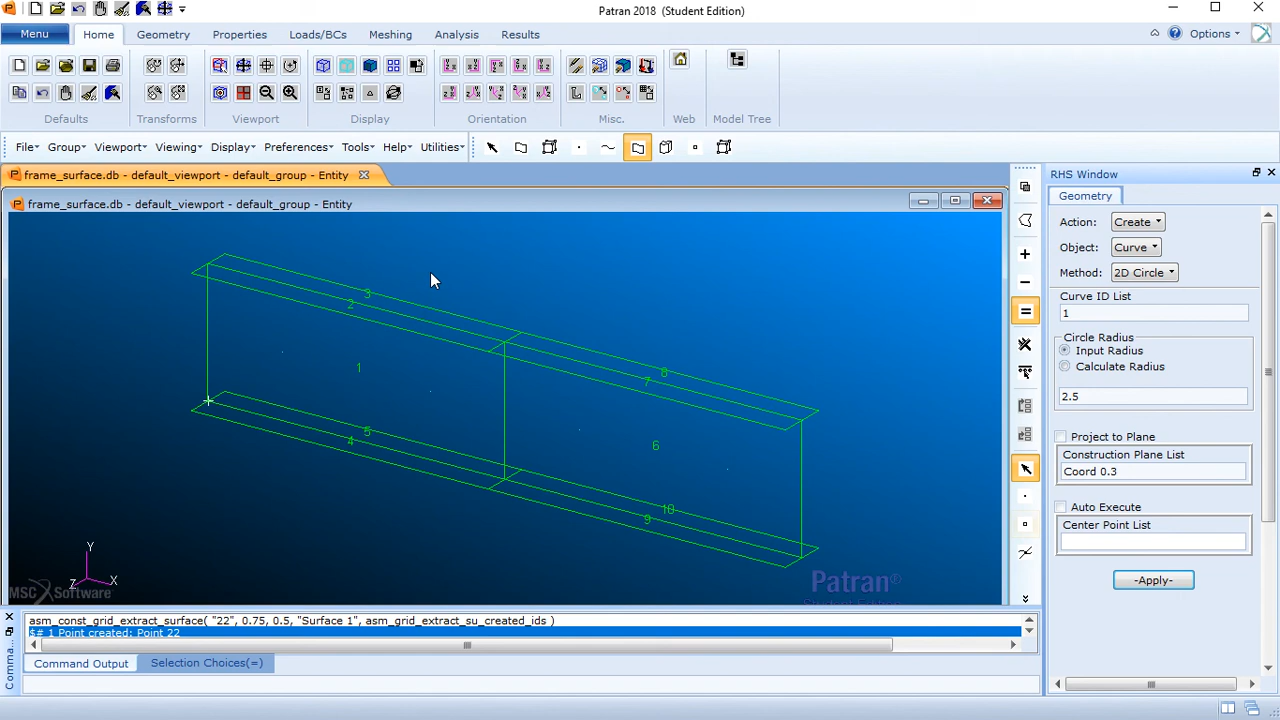 Patran 2018 (Student Edition)
Menu Home Geometry Properties Loads/BCs Meshing Analysis Results Options
Defaults Transforms Viewport Display Orientation Misc. Web Model Tree
File Group Viewport Viewing Display Preferences Tools Help Utilities
frame_surface.db - default_viewport - default_group - Entity
frame_surface.db - default_viewport - default_group - Entity
RHS Window
Geometry
Action: Create
Object: Curve
Method: 2D Circle
Curve ID List
1
Circle Radius
Input Radius
Calculate Radius
2.5
Project to Plane
Construction Plane List
Coord 0.3
Auto Execute
Center Point List
-Apply-
3
2
1
8
7
5
4
6
10
9
Y
Z X
MSC Software
Patran®
Student Edition
asm_const_grid_extract_surface( "22", 0.75, 0.5, "Surface 1", asm_grid_extract_su_created_ids )
$# 1 Point created: Point 22
Comma...
Command Output Selection Choices(=)